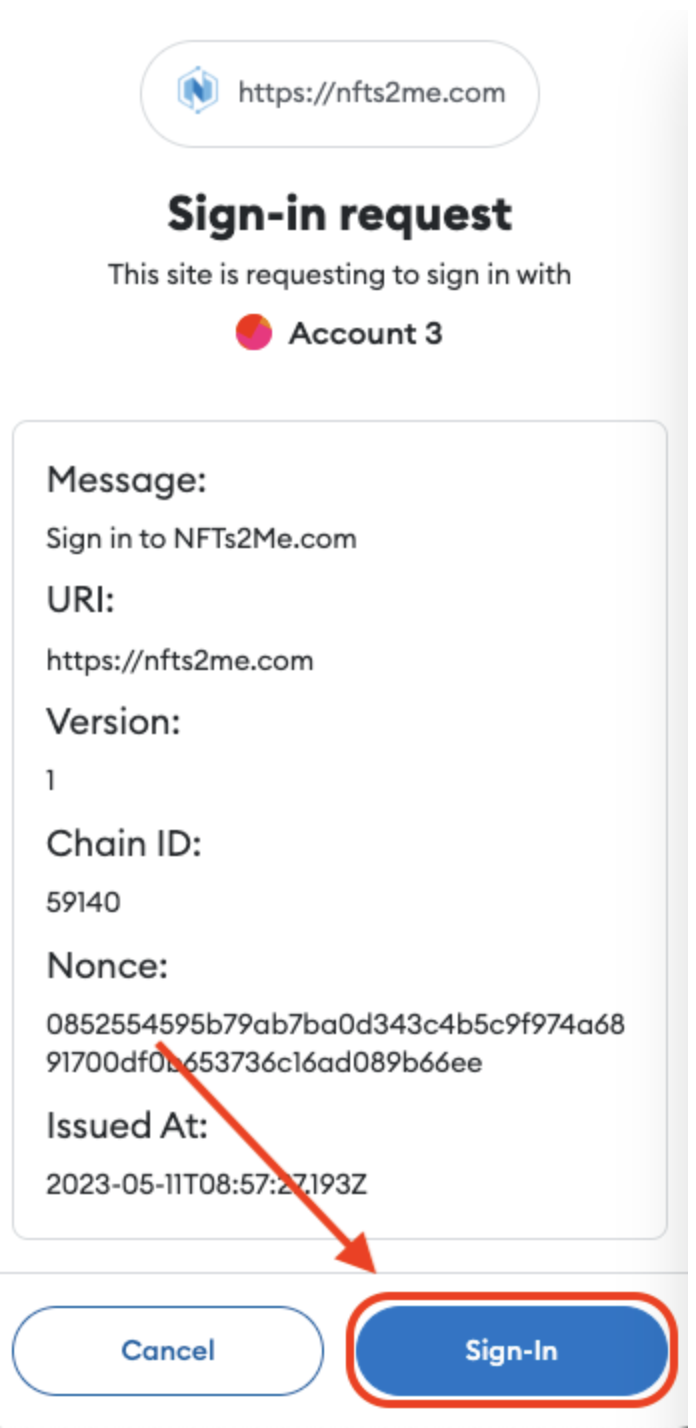 https://nfts2me.com
Sign-in request
This site is requesting to sign in with
Account 3
Message:
Sign in to NFTs2Me.com
URI:
https://nfts2me.com
Version:
1
Chain ID:
59140
Nonce:
0852554595b79ab7ba0d343c4b5c9f974a68
91700df0b653736c16ad089b66ee
Issued At:
2023-05-11T08:57:27.193Z
Cancel
Sign-In